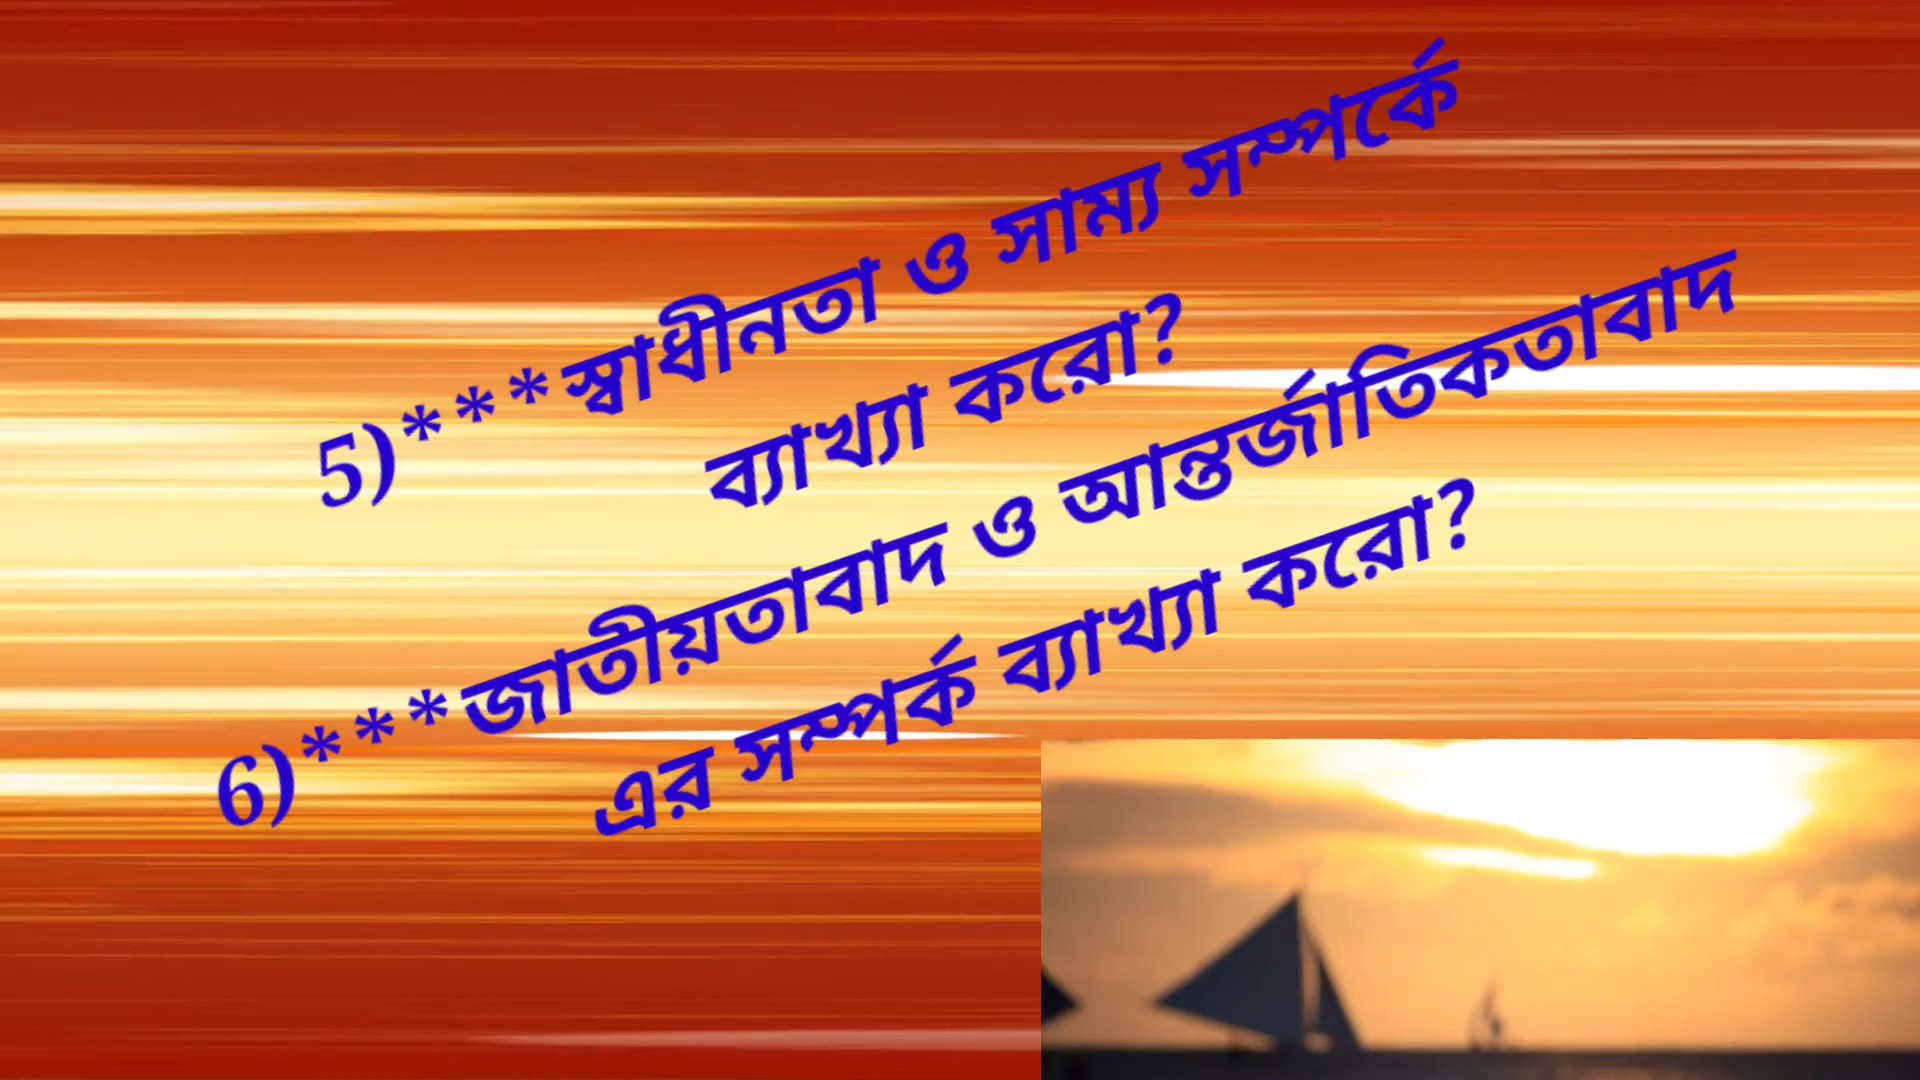 5)***স্বাধীনতা ও সাম্য সম্পর্কে
ব্যাখ্যা করো?
6)***জাতীয়তাবাদ ও আন্তর্জাতিকতাবাদ
এর সম্পর্ক ব্যাখ্যা করো?